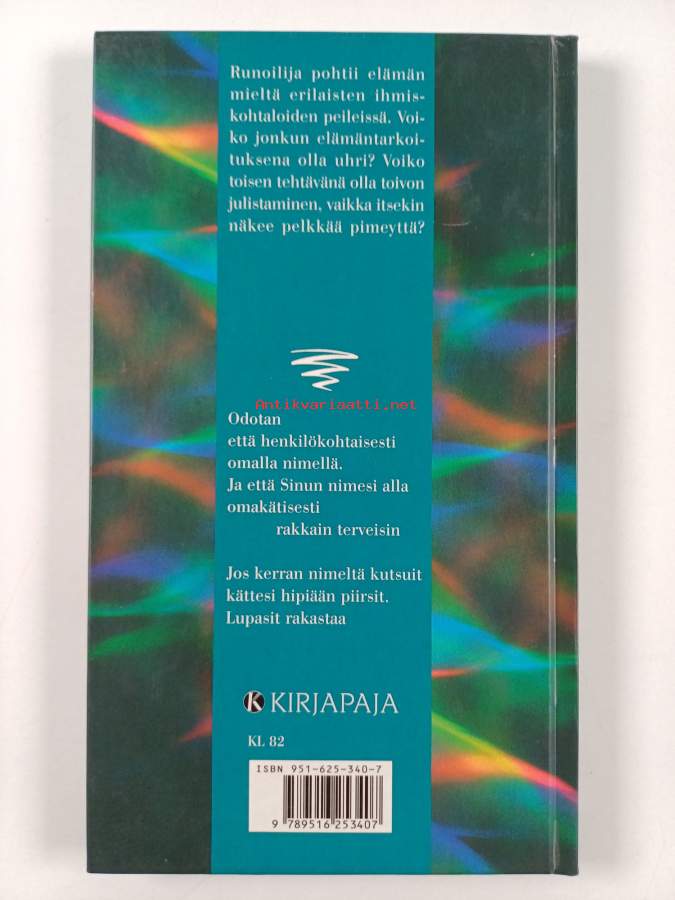 Runoilija pohtii elämän
mieltä erilaisten ihmis-
kohtaloiden peileissä. Voi-
ko jonkun elämäntarkoi-
tuksena olla uhri? Voiko
toisen tehtävänä olla toivon
julistaminen, vaikka itsekin
näkee pelkkää pimeyttä?
Antikvariaatti.net
Odotan
että henkilökohtaisesti
omalla nimellä.
Ja että Sinun nimesi alla
omakätisesti
rakkain terveisin
Jos kerran nimeltä kutsuit
kättesi hipiään piirsit.
Lupasit rakastaa
K KIRJAPAJA
KL 82
ISBN 951-625-340-7
9 789516 253407